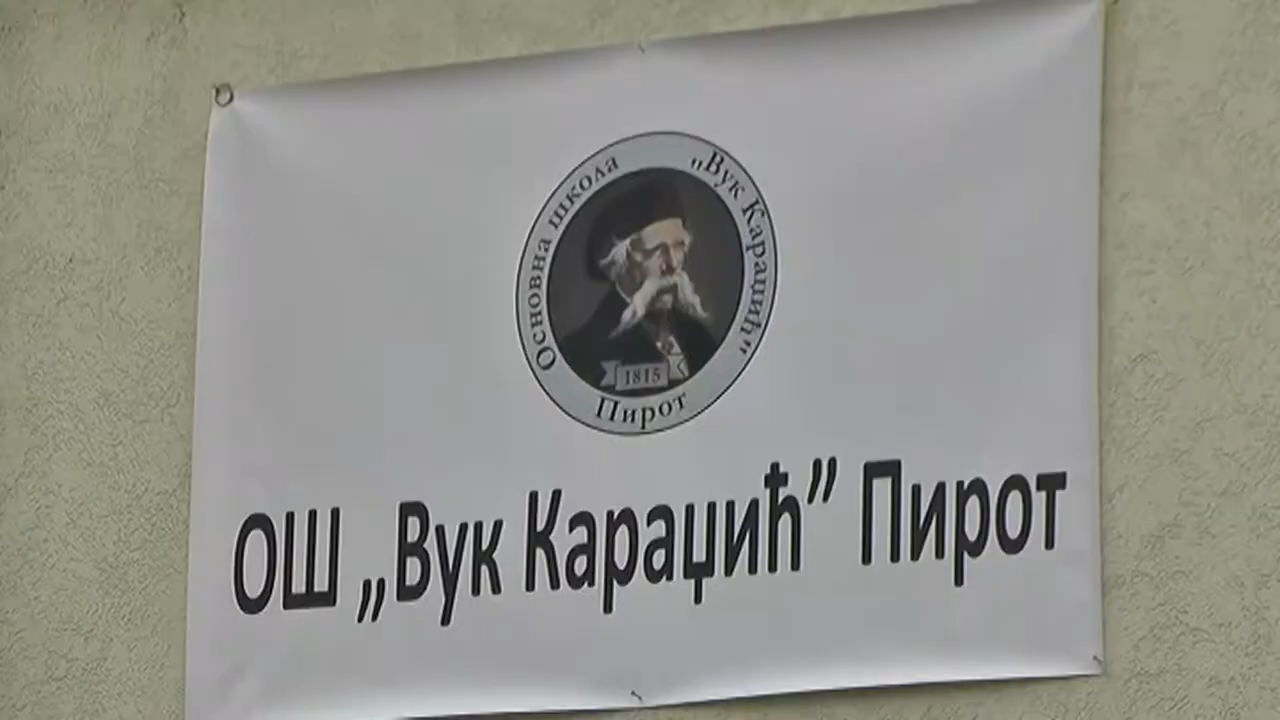 Основна школа
„Вук Караџић"
1815
Пирот
ОШ „Вук Караџић” Пирот